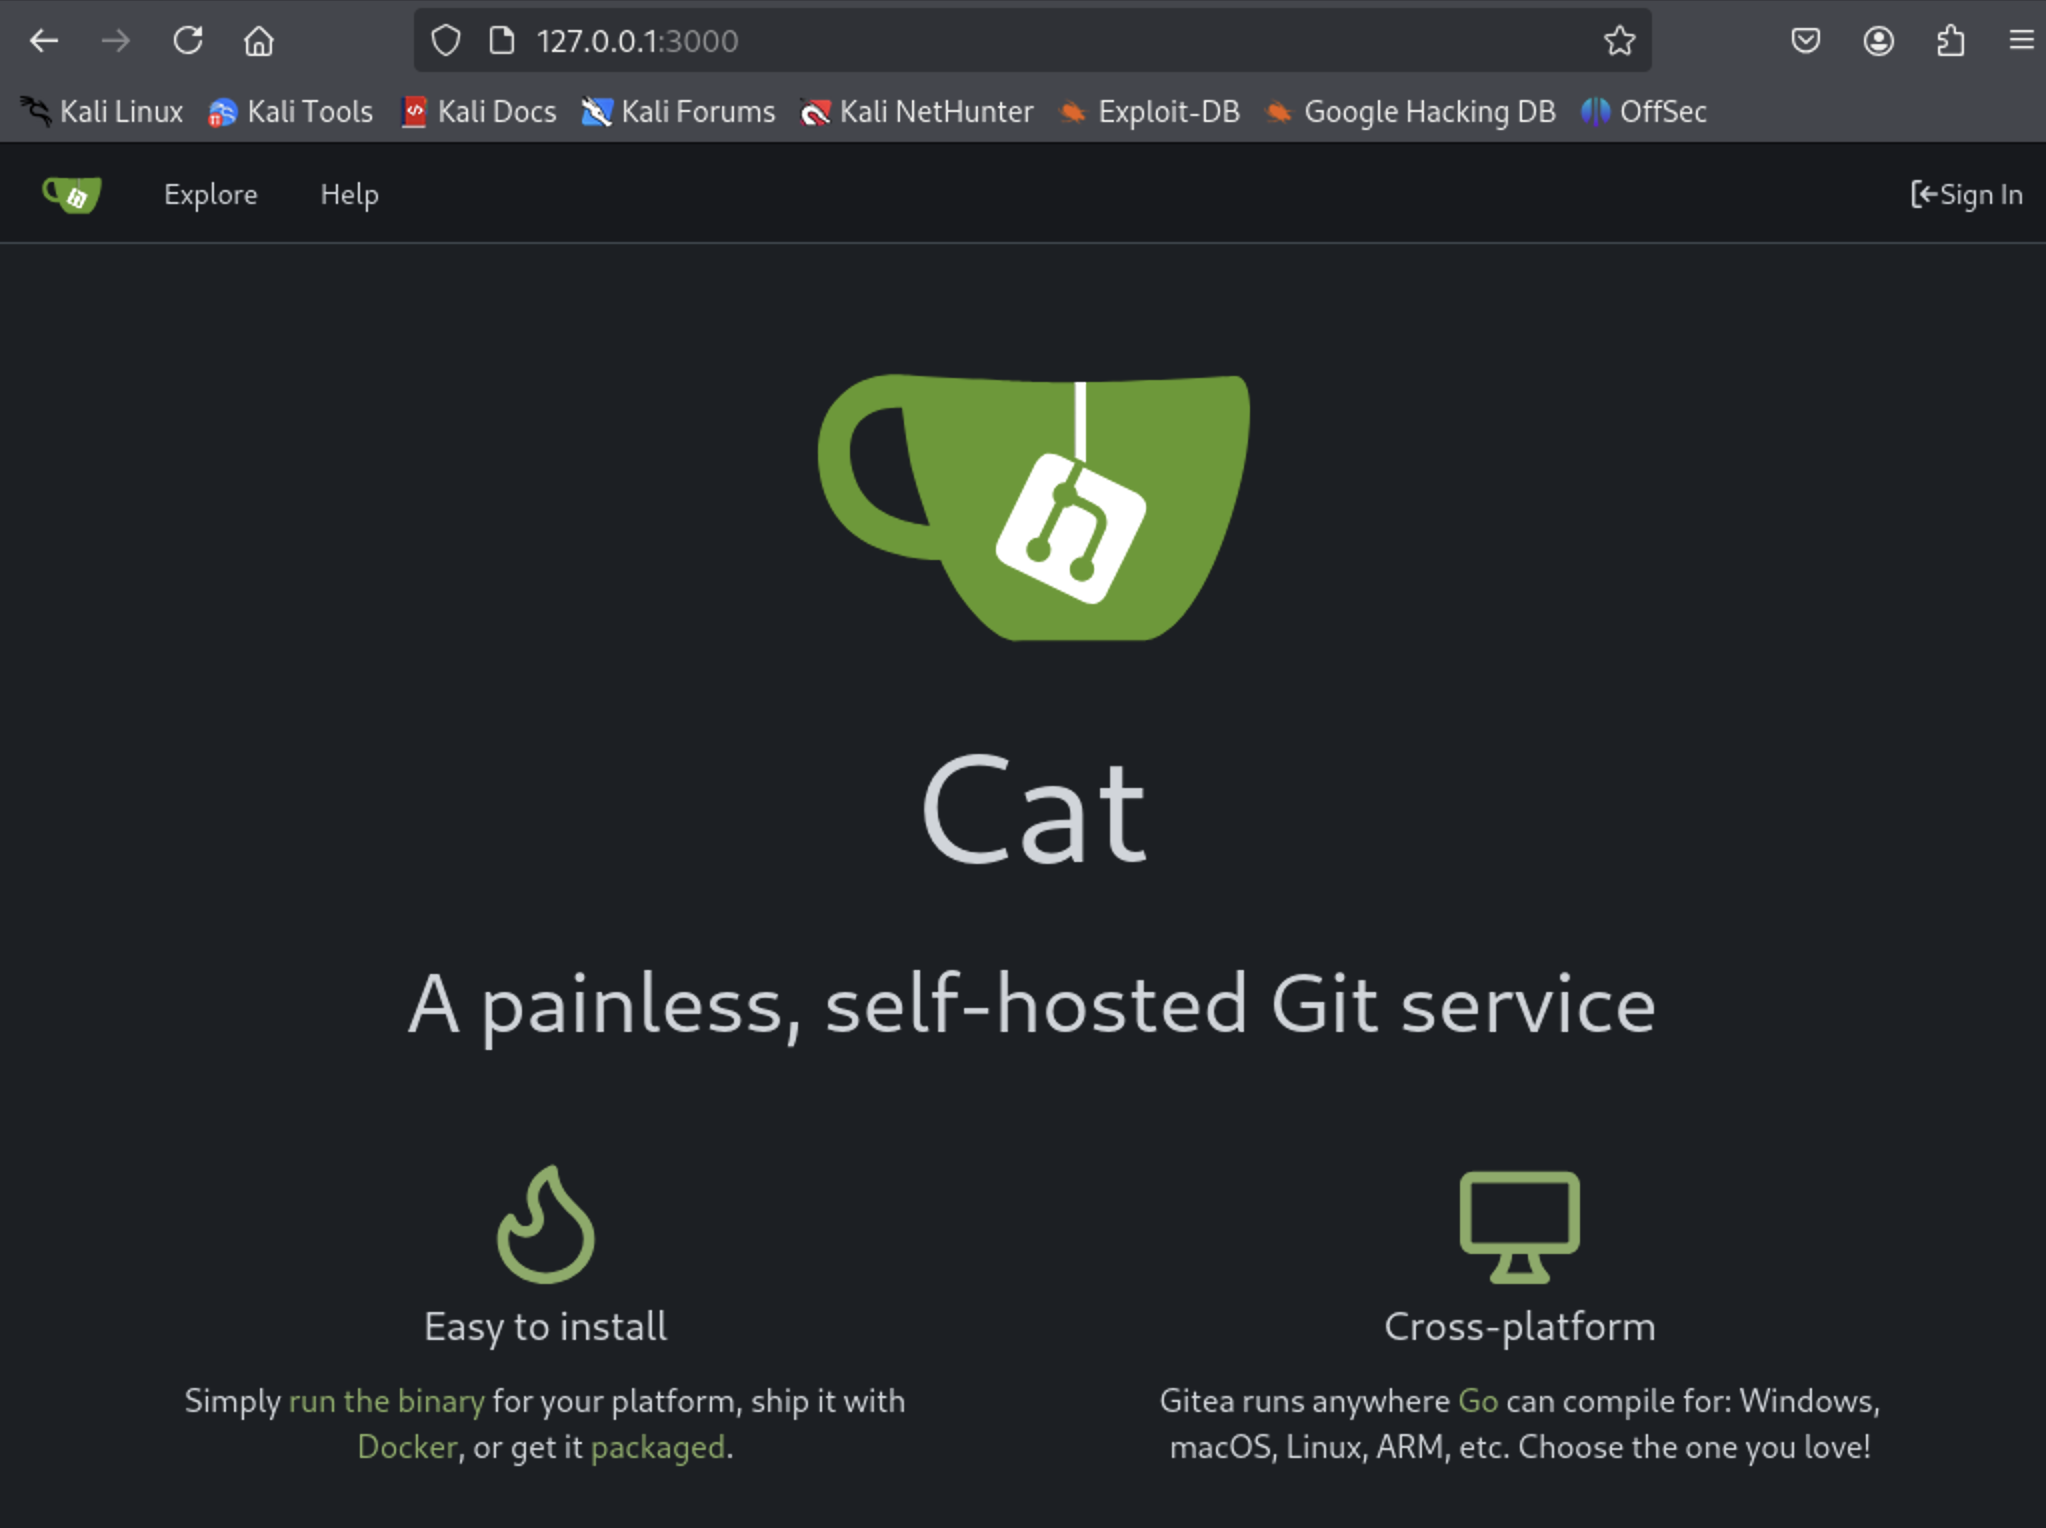 127.0.0.1:3000
Kali Linux Kali Tools Kali Docs Kali Forums Kali NetHunter Exploit-DB Google Hacking DB OffSec
Explore Help Sign In
Cat
A painless, self-hosted Git service
Easy to install
Simply run the binary for your platform, ship it with
Docker, or get it packaged.
Cross-platform
Gitea runs anywhere Go can compile for: Windows,
macOS, Linux, ARM, etc. Choose the one you love!